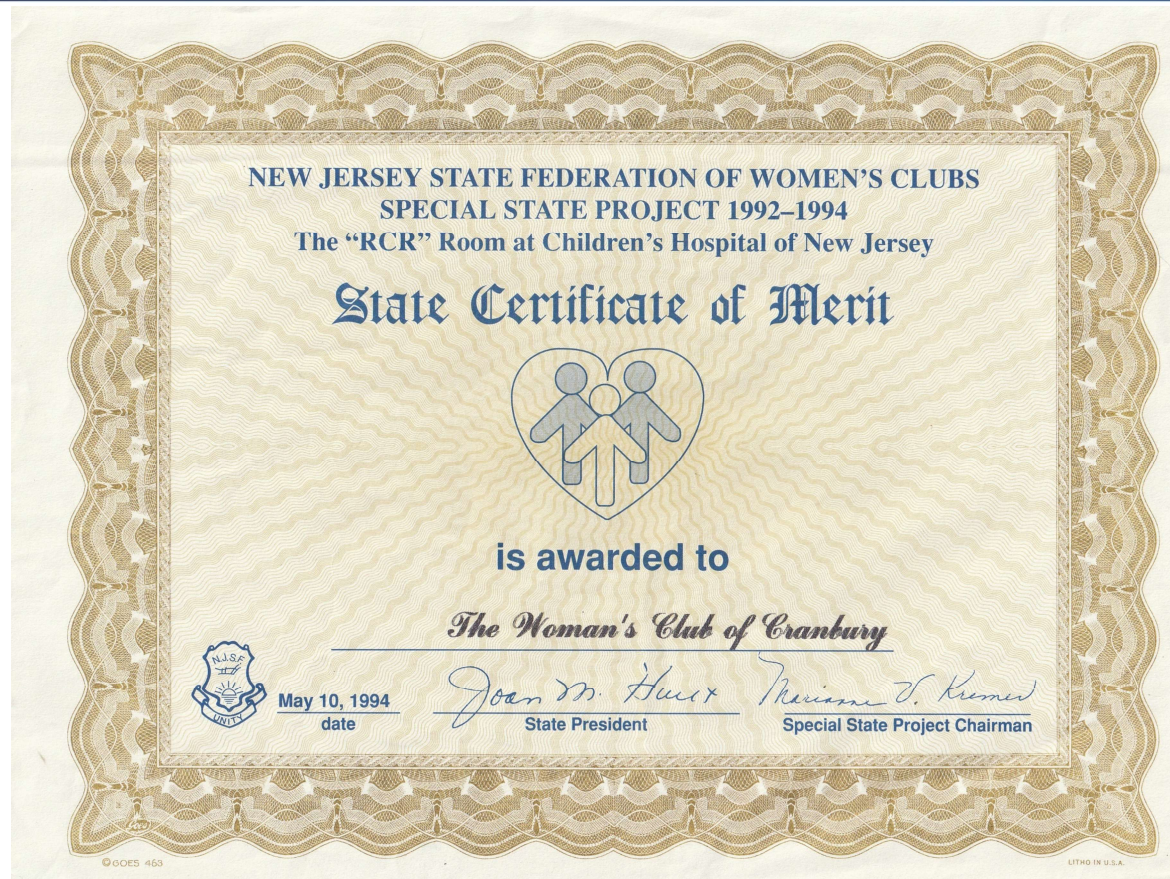 NEW JERSEY STATE FEDERATION OF WOMEN'S CLUBS
SPECIAL STATE PROJECT 1992–1994
The “RCR” Room at Children's Hospital of New Jersey
State Certificate of Merit
is awarded to
The Woman's Club of Cranbury
N.J.S.F.
UNITY
May 10, 1994
date
Joan M.
State President
Marianne V. Kremer
Special State Project Chairman
©GOES 463
LITHO IN U.S.A.